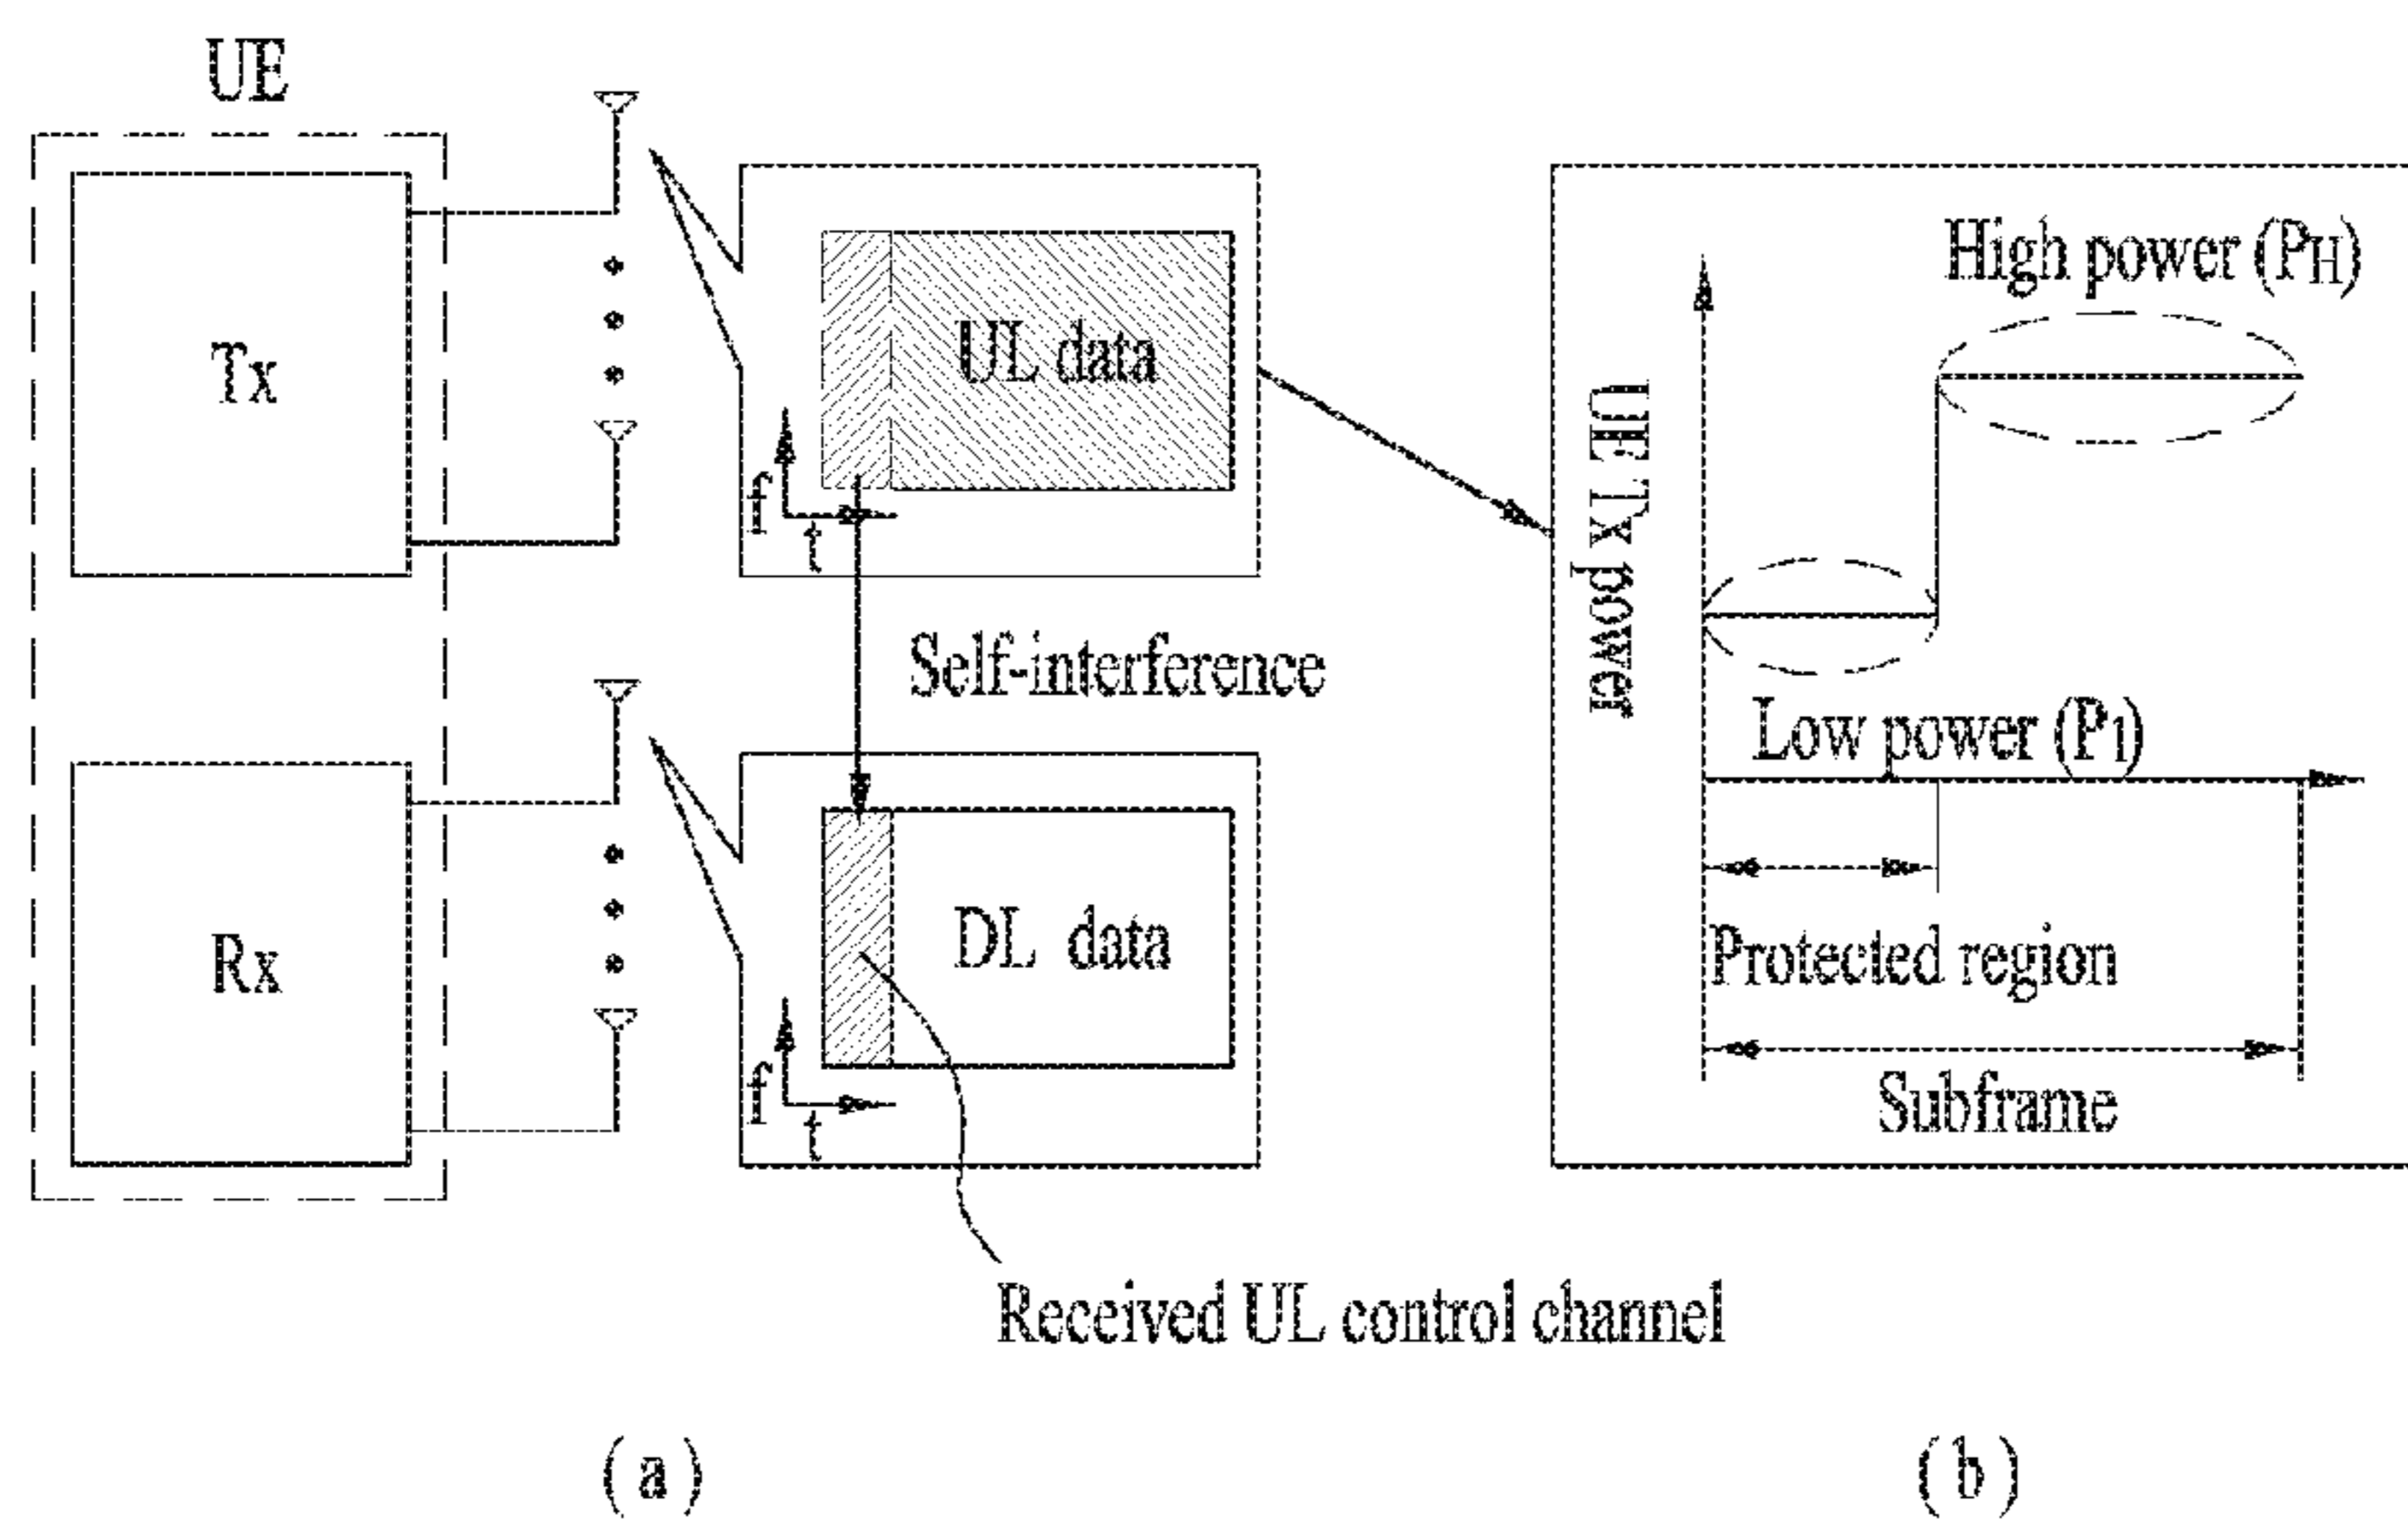 UE
Tx
UL data
f
t
Self-interference
Rx
DL data
f
t
Received UL control channel
(a)
High power (PH)
UE Tx power
Low power (P1)
Protected region
Subframe
(b)